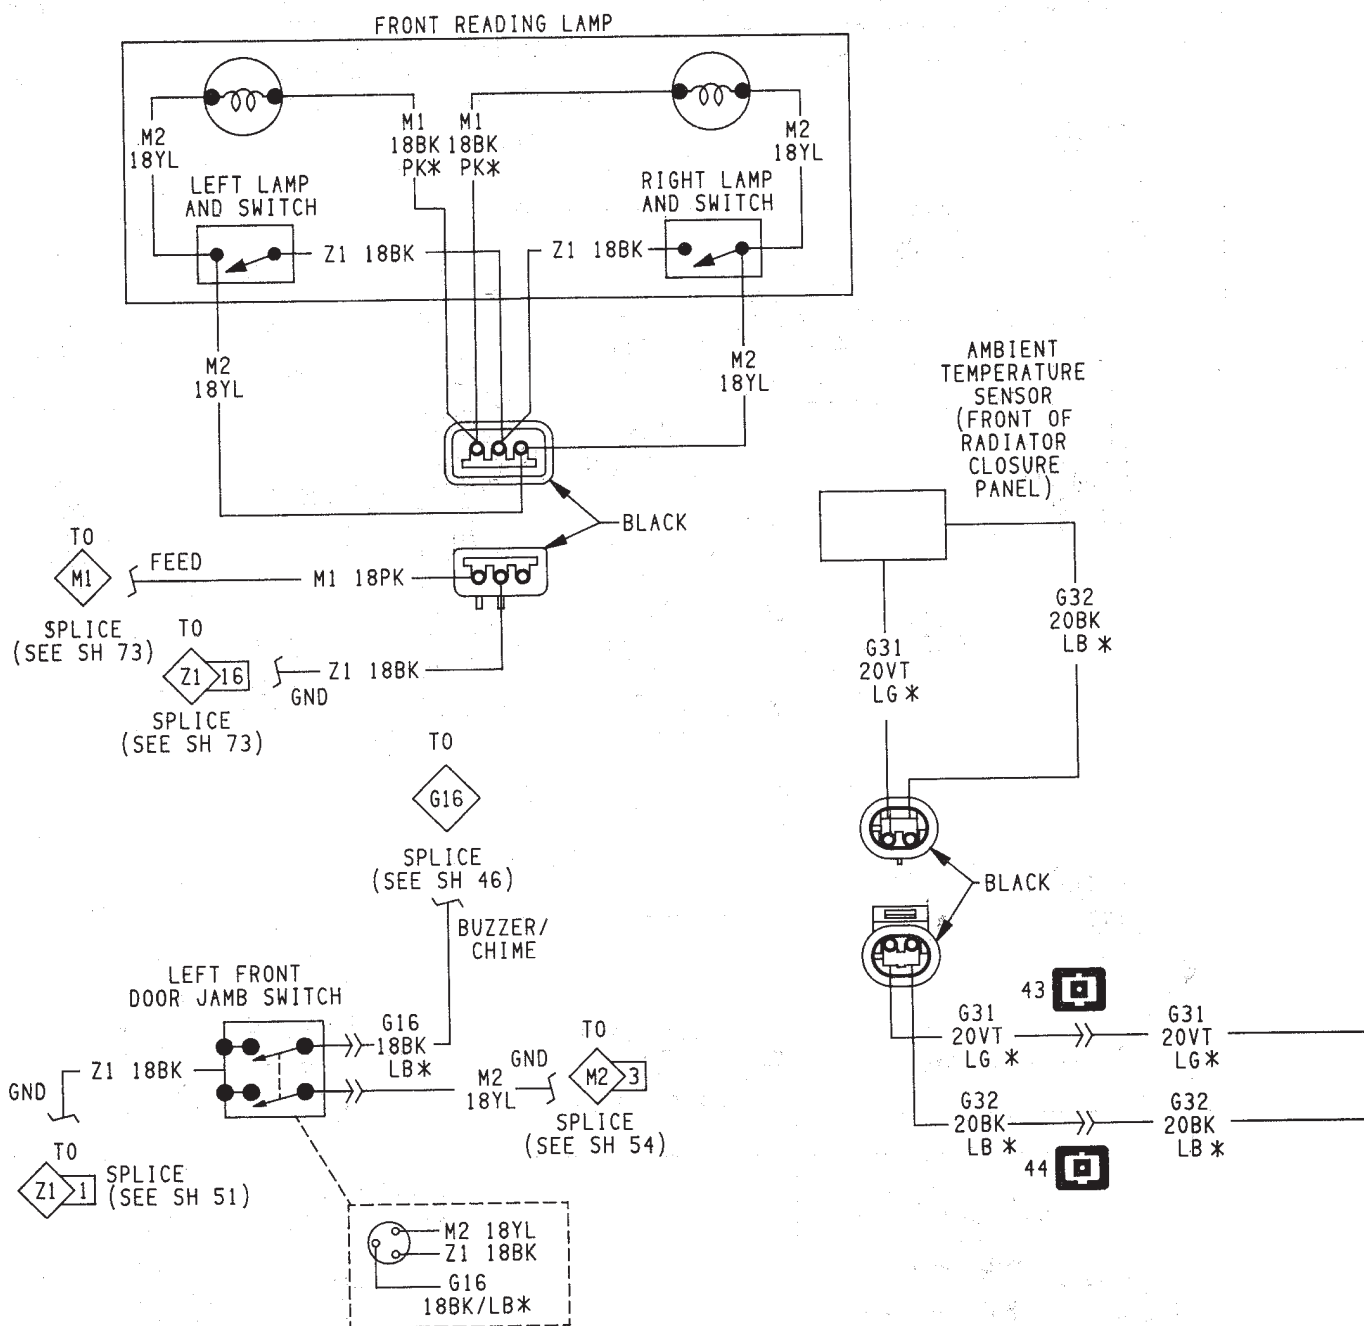 FRONT READING LAMP
M2
18YL
M1
18BK
PK*
M1
18BK
PK*
M2
18YL
LEFT LAMP
AND SWITCH
RIGHT LAMP
AND SWITCH
Z1 18BK
Z1 18BK
M2
18YL
M2
18YL
BLACK
TO
M1
FEED
M1 18PK
SPLICE
(SEE SH 73)
TO
Z1 16
GND
Z1 18BK
SPLICE
(SEE SH 73)
AMBIENT
TEMPERATURE
SENSOR
(FRONT OF
RADIATOR
CLOSURE
PANEL)
G31
20VT
LG*
G32
20BK
LB*
BLACK
TO
G16
SPLICE
(SEE SH 46)
BUZZER/
CHIME
LEFT FRONT
DOOR JAMB SWITCH
G16
18BK
LB*
M2
18YL
GND
TO
M2 3
SPLICE
(SEE SH 54)
GND
Z1 18BK
TO
Z1 1
SPLICE
(SEE SH 51)
M2 18YL
Z1 18BK
G16
18BK/LB*
43
G31
20VT
LG*
G31
20VT
LG*
G32
20BK
LB*
G32
20BK
LB*
44